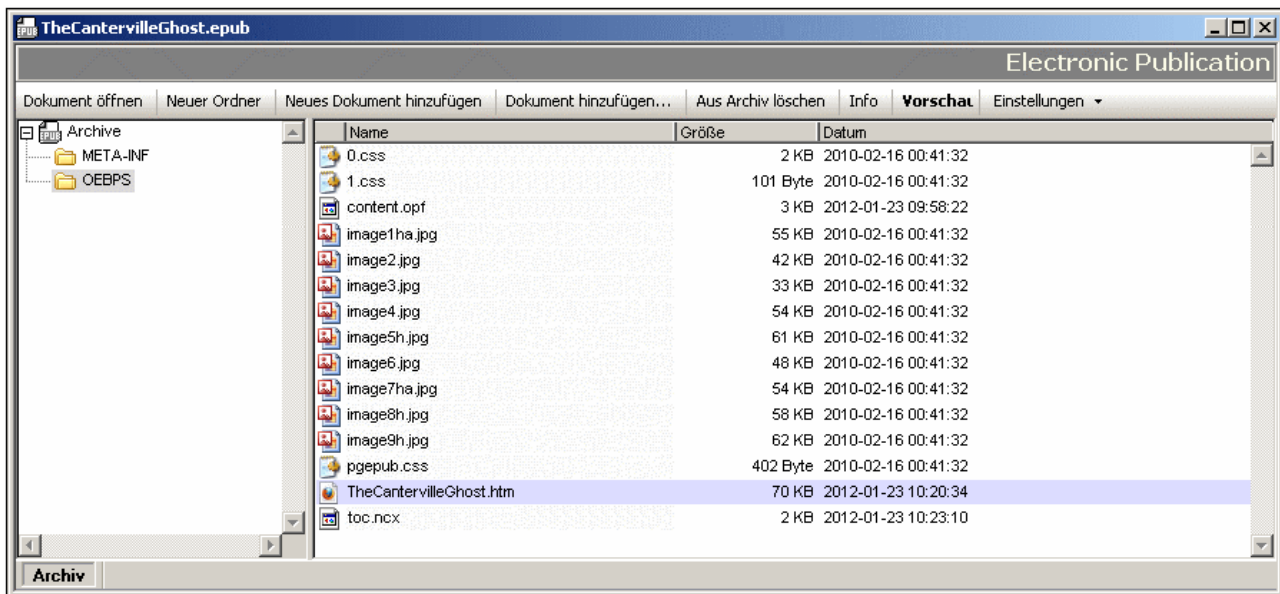 TheCantervilleGhost.epub
Electronic Publication
Dokument öffnen Neuer Ordner Neues Dokument hinzufügen Dokument hinzufügen... Aus Archiv löschen Info Vorschau Einstellungen
Archive
META-INF
OEBPS
Name Größe Datum
0.css 2 KB 2010-02-16 00:41:32
1.css 101 Byte 2010-02-16 00:41:32
content.opf 3 KB 2012-01-23 09:58:22
image1ha.jpg 55 KB 2010-02-16 00:41:32
image2.jpg 42 KB 2010-02-16 00:41:32
image3.jpg 33 KB 2010-02-16 00:41:32
image4.jpg 54 KB 2010-02-16 00:41:32
image5h.jpg 61 KB 2010-02-16 00:41:32
image6.jpg 48 KB 2010-02-16 00:41:32
image7ha.jpg 54 KB 2010-02-16 00:41:32
image8h.jpg 58 KB 2010-02-16 00:41:32
image9h.jpg 62 KB 2010-02-16 00:41:32
pgepub.css 402 Byte 2010-02-16 00:41:32
TheCantervilleGhost.htm 70 KB 2012-01-23 10:20:34
toc.ncx 2 KB 2012-01-23 10:23:10
Archiv